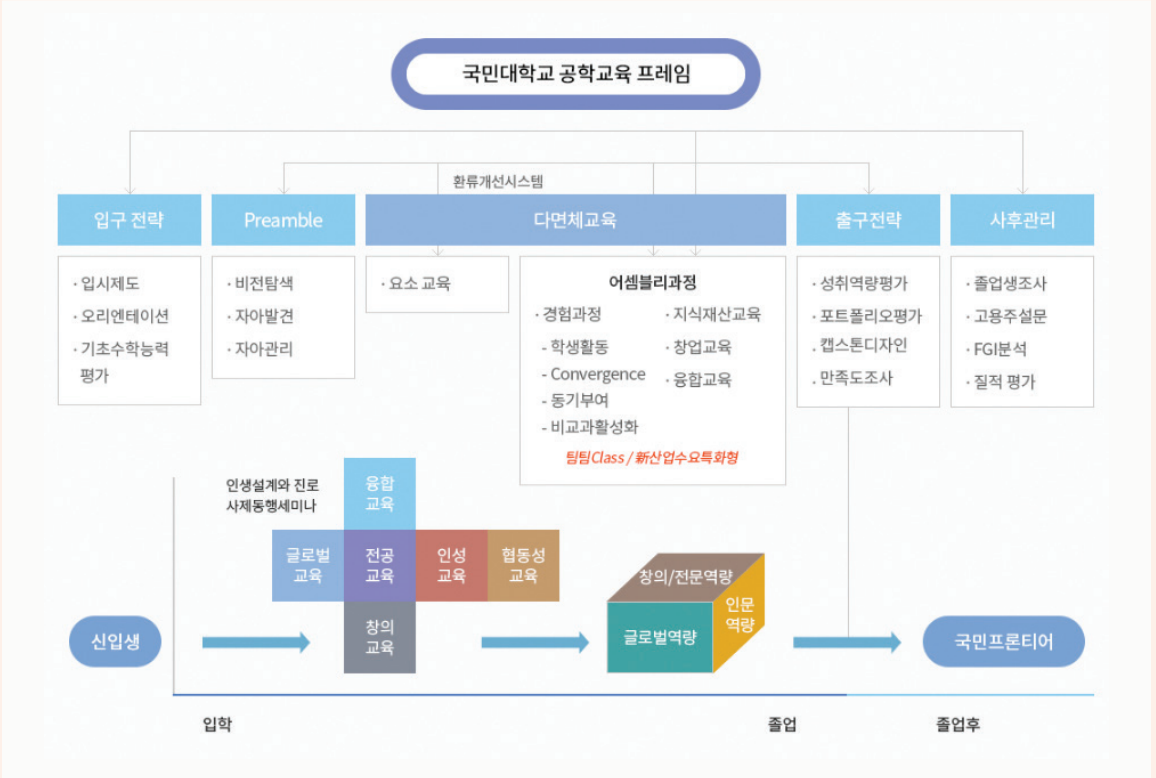 국민대학교 공학교육 프레임
환류개선시스템
입구 전략
· 입시제도
· 오리엔테이션
· 기초수학능력
평가
Preamble
· 비전탐색
· 자아발견
· 자아관리
다면체교육
· 요소 교육
어셈블리과정
· 경험과정
- 학생활동
- Convergence
- 동기부여
- 비교과활성화
· 지식재산교육
· 창업교육
· 융합교육
팀팀Class / 新산업수요특화형
출구전략
· 성취역량평가
· 포트폴리오평가
· 캡스톤디자인
· 만족도조사
사후관리
· 졸업생조사
· 고용주설문
· FGI분석
· 질적 평가
인생설계와 진로
사제동행세미나
융합
교육
글로벌
교육
전공
교육
인성
교육
협동성
교육
창의
교육
창의/전문역량
글로벌역량
인문
역량
신입생
국민프론티어
입학
졸업
졸업후